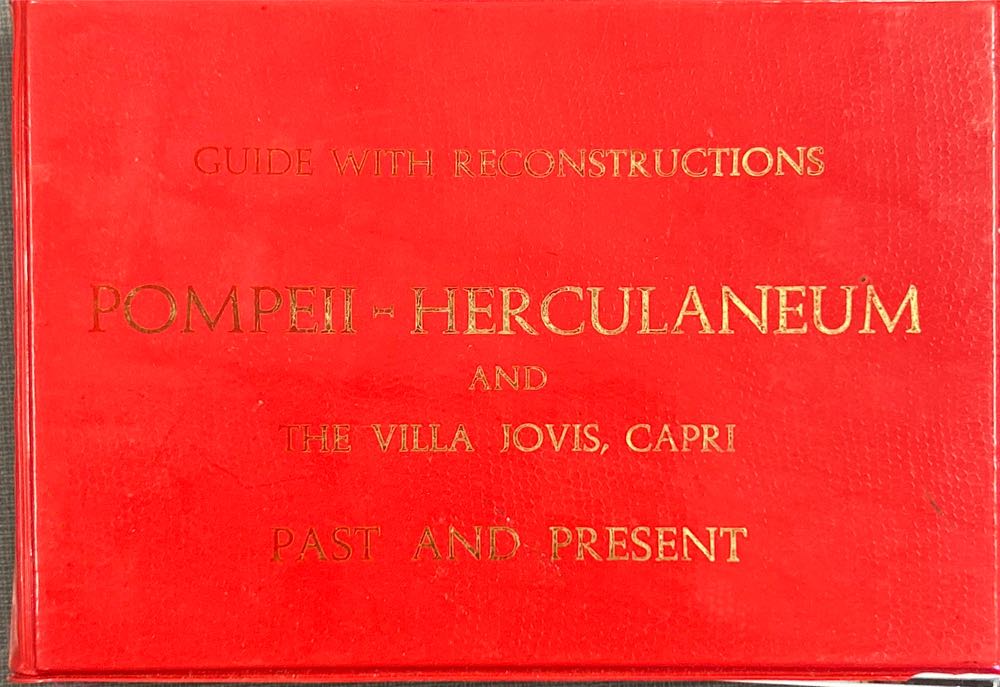 GUIDE WITH RECONSTRUCTIONS
POMPEII - HERCULANEUM
AND
THE VILLA JOVIS, CAPRI
PAST AND PRESENT